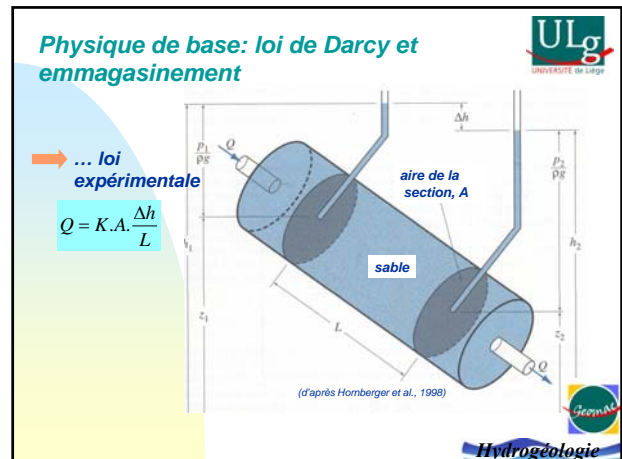 Physique de base: loi de Darcy et
emmagasinement
ULg
UNIVERSITÉ de Liège
... loi
expérimentale
Q = K.A. Δh / L
Q
p₁ / ρg
h₁
z₁
Δh
p₂ / ρg
h₂
z₂
aire de la
section, A
sable
L
Q
(d'après Hornberger et al., 1998)
Geomac
Hydrogéologie